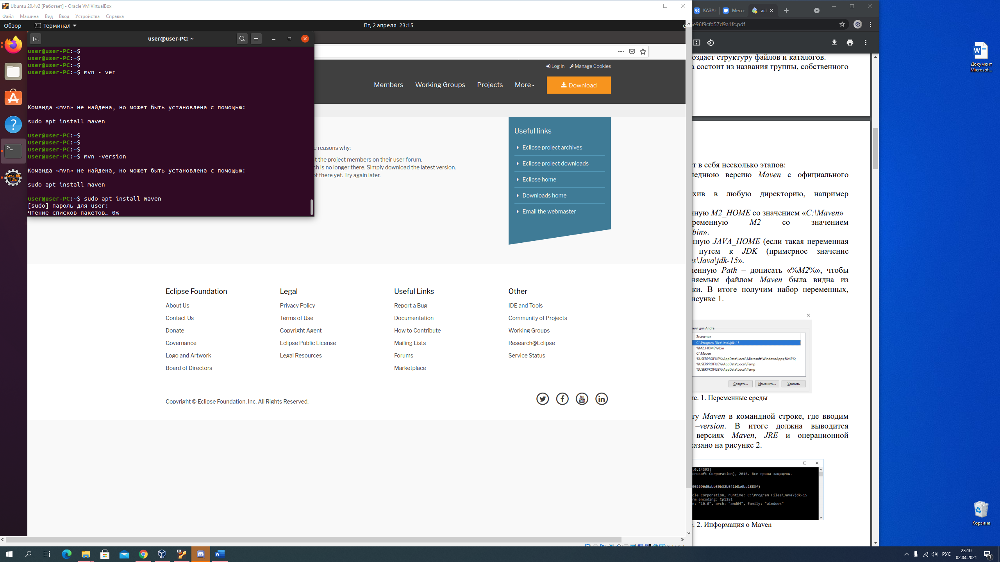 Ubuntu 20.4v2 [Работает] - Oracle VM VirtualBox
Файл Машина Вид Ввод Устройства Справка
Обзор Терминал Пт, 2 апреля 23:15
user@user-PC: ~
user@user-PC:~$
user@user-PC:~$
user@user-PC:~$
user@user-PC:~$ mvn - ver
Команда «mvn» не найдена, но может быть установлена с помощью:
sudo apt install maven
user@user-PC:~$
user@user-PC:~$
user@user-PC:~$
user@user-PC:~$ mvn -version
Команда «mvn» не найдена, но может быть установлена с помощью:
sudo apt install maven
user@user-PC:~$ sudo apt install maven
[sudo] пароль для user:
Чтение списков пакетов… 0%
Java EE
IDE
Log in Manage Cookies
Members Working Groups Projects More Download
e reasons why:
ct the project members on their user forum.
ch is no longer there. Simply download the latest version.
ot there yet. Try again later.
Useful links
Eclipse project archives
Eclipse project downloads
Eclipse home
Downloads home
Email the webmaster
Eclipse Foundation
About Us
Contact Us
Donate
Governance
Logo and Artwork
Board of Directors
Legal
Privacy Policy
Terms of Use
Copyright Agent
Eclipse Public License
Legal Resources
Useful Links
Report a Bug
Documentation
How to Contribute
Mailing Lists
Forums
Marketplace
Other
IDE and Tools
Community of Projects
Working Groups
Research@Eclipse
Service Status
Copyright © Eclipse Foundation, Inc. All Rights Reserved.
КАЗАН Мессе ac
e96f9cfd57d9a1fc.pdf
оздает структуру файлов и каталогов.
а состоит из названия группы, собственного
т в себя несколько этапов:
леднюю версию Maven с официального
хив в любую директорию, например
нную M2_HOME со значением «C:\Maven»
ременную M2 со значением
bin».
нную JAVA_HOME (если такая переменная
путем к JDK (примерное значение
es\Java\jdk-15».
менную Path – дописать «%M2%», чтобы
няемым файлом Maven была видна из
ки. В итоге получим набор переменных,
исунке 1.
теля для Andre
Значение
C:\Program Files\Java\jdk-15
%M2_HOME%\bin
C:\Maven
%USERPROFILE%\AppData\Local\Microsoft\WindowsApps;%M2%;
%USERPROFILE%\AppData\Local\Temp
%USERPROFILE%\AppData\Local\Temp
Создать... Изменить... Удалить
ис. 1. Переменные среды
ту Maven в командной строке, где вводим
–version. В итоге должна выводится
версиях Maven, JRE и операционной
казано на рисунке 2.
.0.14393]
crosoft Corporation), 2016. Все права защищены.
002696d0abb50b32b541b8a6ba2883f)
cle Corporation, runtime: C:\Program Files\Java\jdk-15
rm encoding: Cp1251
n: "10.0", arch: "amd64", family: "windows"
. 2. Информация о Maven
Документ
Microsof...
Корзина
РУС
23:10
02.04.2021
1